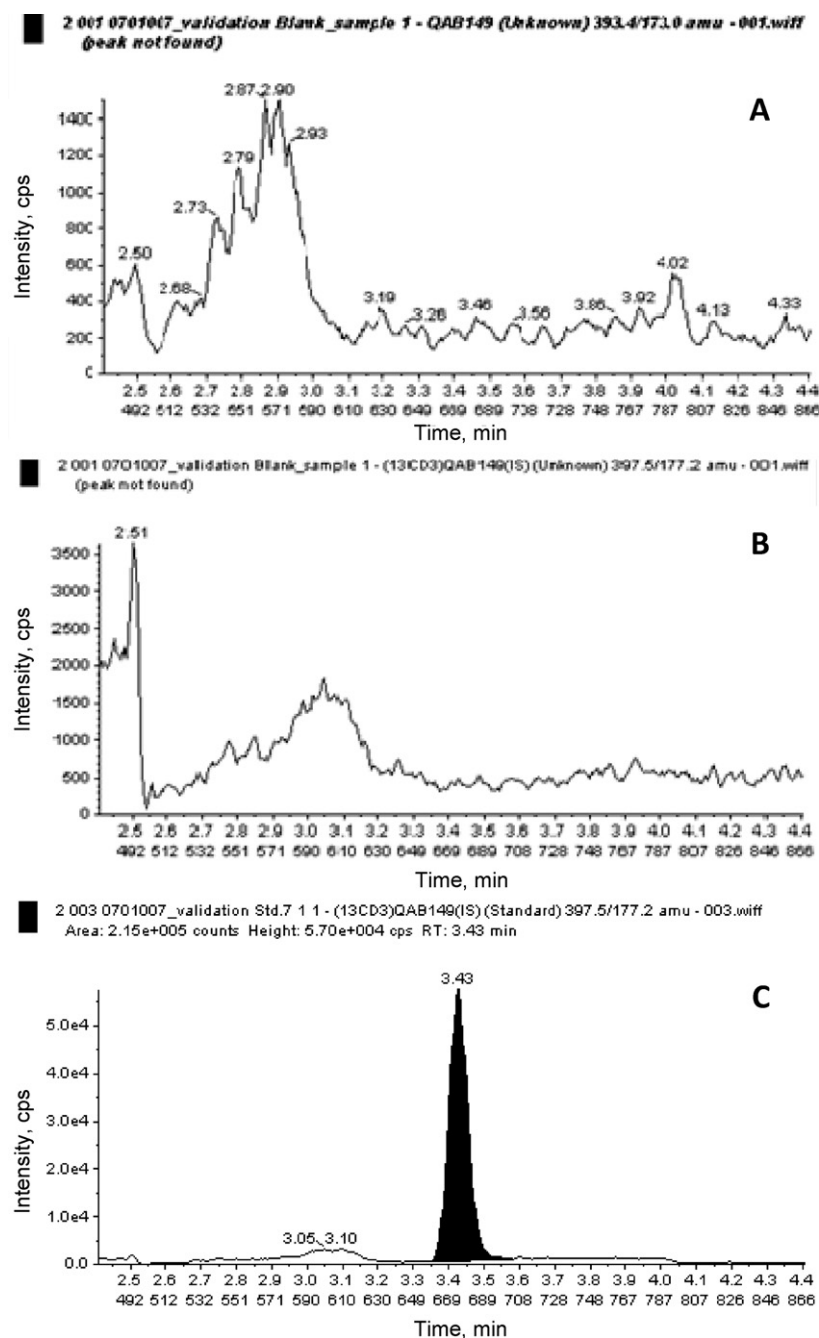 2 001 0701007_validation Blank_sample 1 - QAB149 (Unknown) 393.4/173.0 amu - 001.wiff
(peak not found)
A
Intensity, cps
1400
1200
1000
800
600
400
200
0
2.50
2.68
2.73
2.79
2.87 2.90
2.93
3.19
3.26
3.46
3.56
3.86
3.92
4.02
4.13
4.33
2.5 2.6 2.7 2.8 2.9 3.0 3.1 3.2 3.3 3.4 3.5 3.6 3.7 3.8 3.9 4.0 4.1 4.2 4.3 4.4
492 512 532 551 571 590 610 630 649 669 689 708 728 748 767 787 807 826 846 866
Time, min
2 001 0701007_validation Blank_sample 1 - (13CD3)QAB149(IS) (Unknown) 397.5/177.2 amu - 001.wiff
(peak not found)
B
Intensity, cps
3500
3000
2500
2000
1500
1000
500
0
2.51
2.5 2.6 2.7 2.8 2.9 3.0 3.1 3.2 3.3 3.4 3.5 3.6 3.7 3.8 3.9 4.0 4.1 4.2 4.3 4.4
492 512 532 551 571 590 610 630 649 669 689 708 728 748 767 787 807 826 846 866
Time, min
2 003 0701007_validation Std.7 1 1 - (13CD3)QAB149(IS) (Standard) 397.5/177.2 amu - 003.wiff
Area: 2.15e+005 counts Height: 5.70e+004 cps RT: 3.43 min
C
Intensity, cps
5.0e4
4.0e4
3.0e4
2.0e4
1.0e4
0.0
3.05 3.10
3.43
2.5 2.6 2.7 2.8 2.9 3.0 3.1 3.2 3.3 3.4 3.5 3.6 3.7 3.8 3.9 4.0 4.1 4.2 4.3 4.4
492 512 532 551 571 590 610 630 649 669 689 708 728 748 767 787 807 826 846 866
Time, min